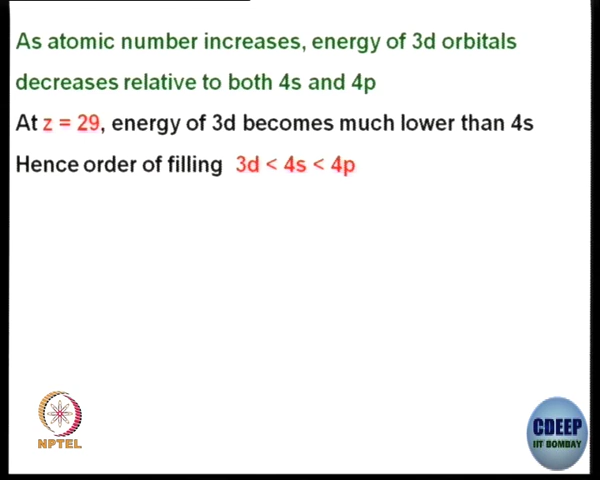 As atomic number increases, energy of 3d orbitals
decreases relative to both 4s and 4p
At z = 29, energy of 3d becomes much lower than 4s
Hence order of filling 3d < 4s < 4p
NPTEL
CDEEP
IIT BOMBAY